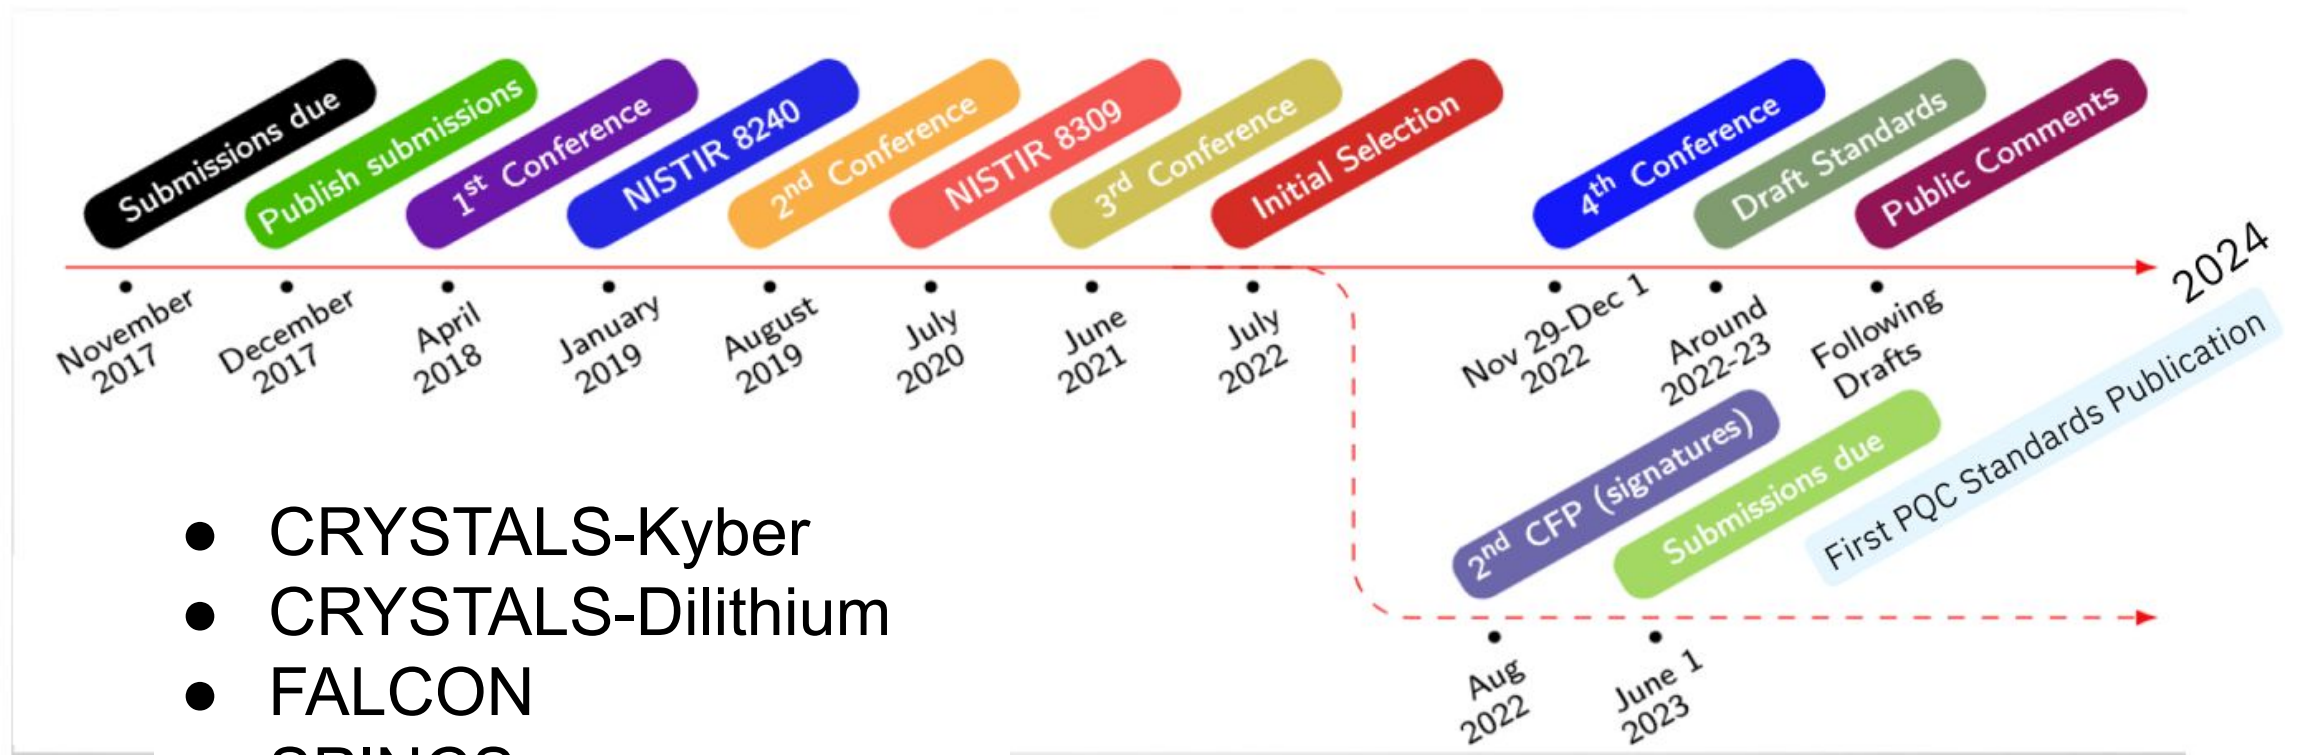 Submissions due
Publish submissions
1st Conference
NISTIR 8240
2nd Conference
NISTIR 8309
3rd Conference
Initial Selection
4th Conference
Draft Standards
Public Comments
November
2017
December
2017
April
2018
January
2019
August
2019
July
2020
June
2021
July
2022
Nov 29-Dec 1
2022
Around
2022-23
Following
Drafts
2024
2nd CFP (signatures)
Submissions due
First PQC Standards Publication
Aug
2022
June 1
2023
● CRYSTALS-Kyber
● CRYSTALS-Dilithium
● FALCON